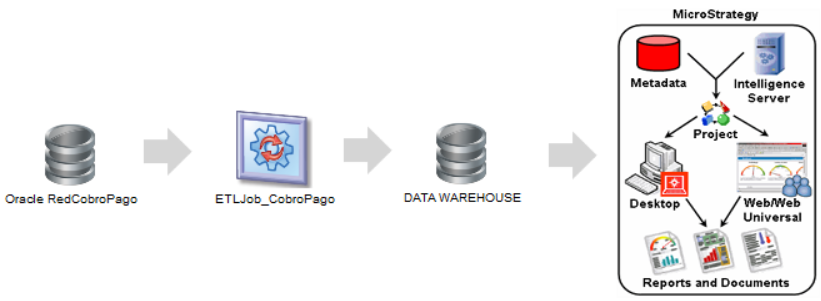 MicroStrategy
Metadata
Intelligence
Server
Project
Oracle RedCobroPago
ETLJob_CobroPago
DATA WAREHOUSE
Desktop
Web/Web
Universal
Reports and Documents